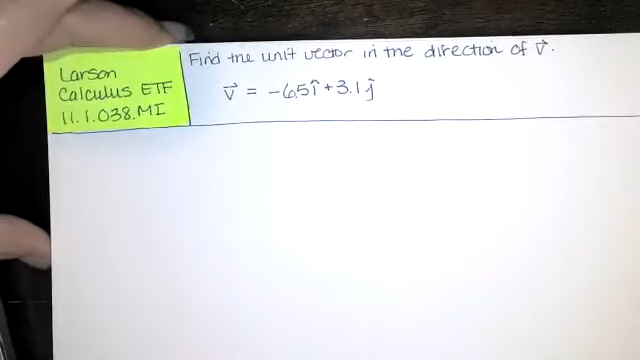 Larson
Calculus ETF
11.1.038.MI
Find the unit vector in the direction of v⃗.
v⃗ = -6.5î + 3.1ĵ